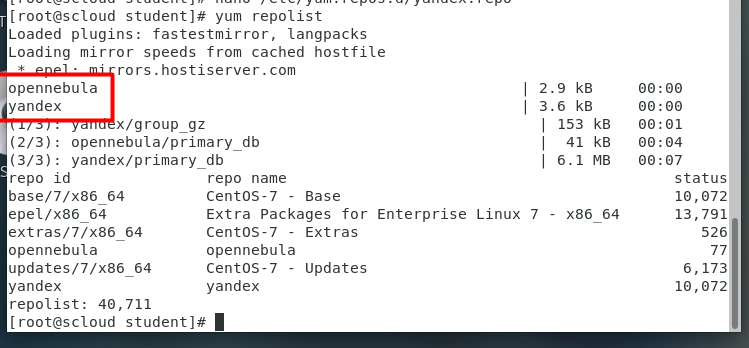 [root@scloud student]# nano /etc/yum.repos.d/yandex.repo
[root@scloud student]# yum repolist
Loaded plugins: fastestmirror, langpacks
Loading mirror speeds from cached hostfile
 * epel: mirrors.hostiserver.com
opennebula | 2.9 kB 00:00
yandex | 3.6 kB 00:00
(1/3): yandex/group_gz | 153 kB 00:01
(2/3): opennebula/primary_db | 41 kB 00:04
(3/3): yandex/primary_db | 6.1 MB 00:07
repo id repo name status
base/7/x86_64 CentOS-7 - Base 10,072
epel/x86_64 Extra Packages for Enterprise Linux 7 - x86_64 13,791
extras/7/x86_64 CentOS-7 - Extras 526
opennebula opennebula 77
updates/7/x86_64 CentOS-7 - Updates 6,173
yandex yandex 10,072
repolist: 40,711
[root@scloud student]#